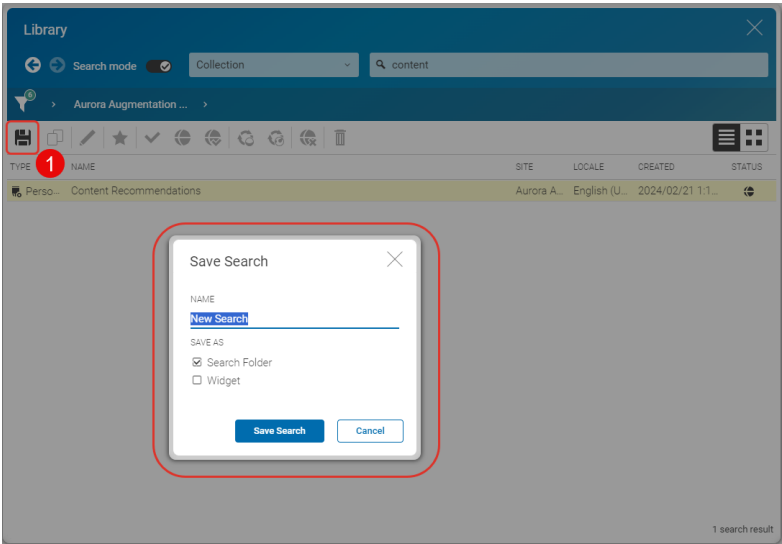 Library
Search mode
Collection
content
6
Aurora Augmentation ...
1
TYPE NAME SITE LOCALE CREATED STATUS
Perso... Content Recommendations Aurora A... English (U... 2024/02/21 1:1...
Save Search
NAME
New Search
SAVE AS
Search Folder
Widget
Save Search Cancel
1 search result